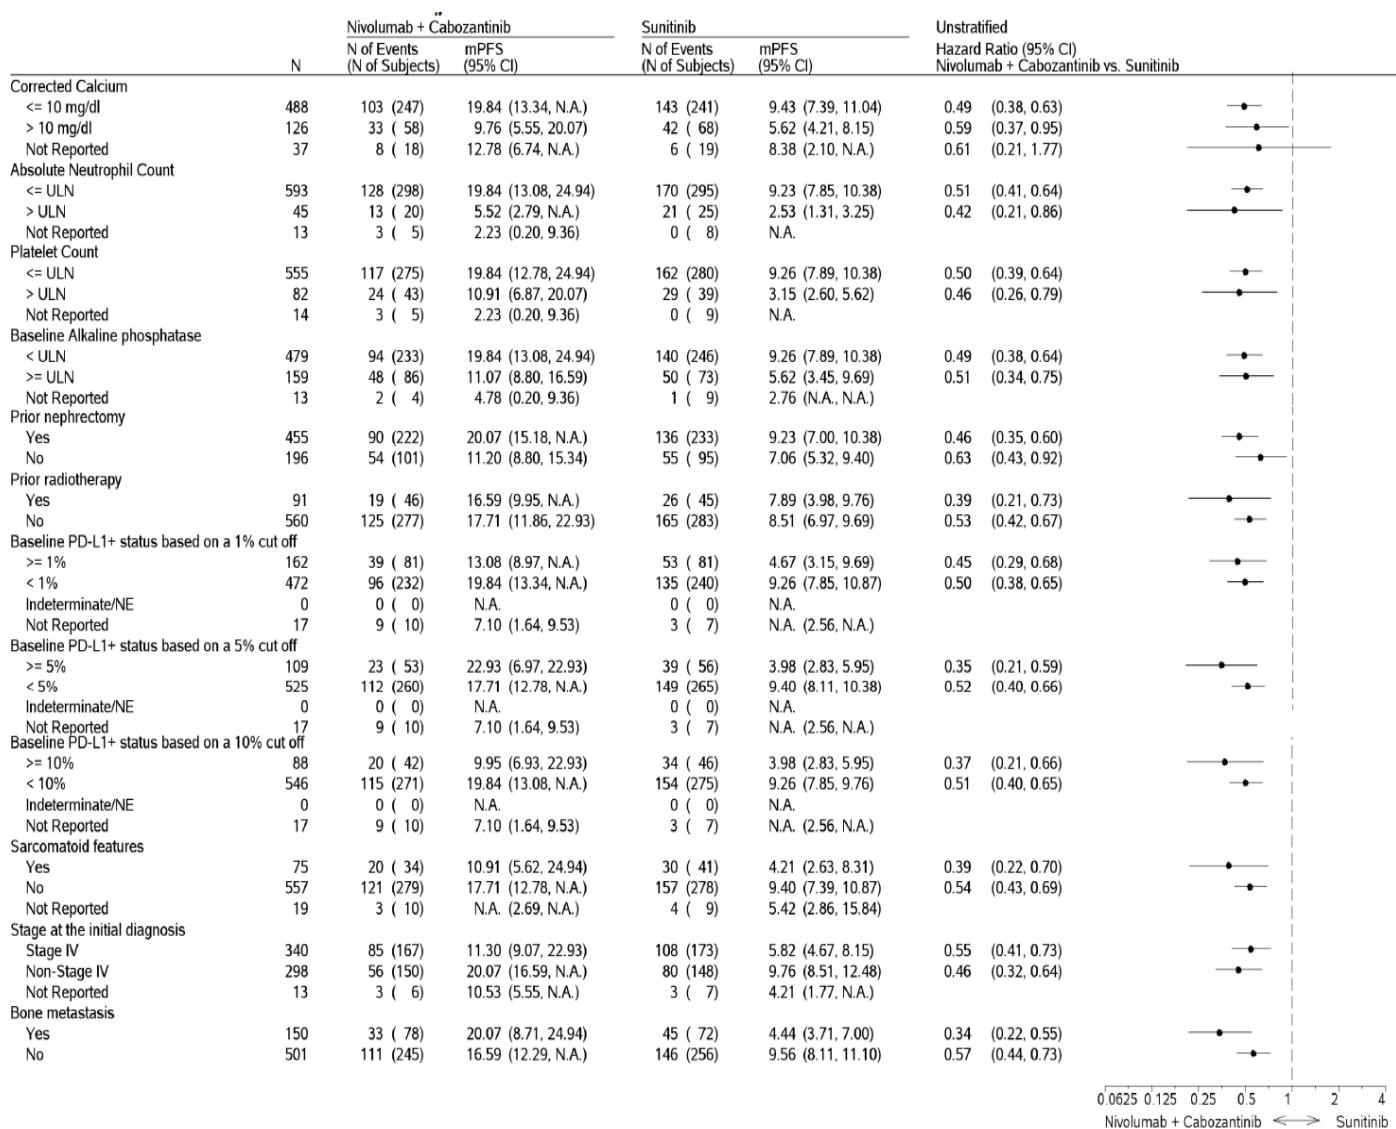 Nivolumab + Cabozantinib Sunitinib Unstratified
N of Events mPFS N of Events mPFS Hazard Ratio (95% CI)
N (N of Subjects) (95% CI) (N of Subjects) (95% CI) Nivolumab + Cabozantinib vs. Sunitinib
Corrected Calcium
<= 10 mg/dl 488 103 (247) 19.84 (13.34, N.A.) 143 (241) 9.43 (7.39, 11.04) 0.49 (0.38, 0.63)
> 10 mg/dl 126 33 ( 58) 9.76 (5.55, 20.07) 42 ( 68) 5.62 (4.21, 8.15) 0.59 (0.37, 0.95)
Not Reported 37 8 ( 18) 12.78 (6.74, N.A.) 6 ( 19) 8.38 (2.10, N.A.) 0.61 (0.21, 1.77)
Absolute Neutrophil Count
<= ULN 593 128 (298) 19.84 (13.08, 24.94) 170 (295) 9.23 (7.85, 10.38) 0.51 (0.41, 0.64)
> ULN 45 13 ( 20) 5.52 (2.79, N.A.) 21 ( 25) 2.53 (1.31, 3.25) 0.42 (0.21, 0.86)
Not Reported 13 3 ( 5) 2.23 (0.20, 9.36) 0 ( 8) N.A.
Platelet Count
<= ULN 555 117 (275) 19.84 (12.78, 24.94) 162 (280) 9.26 (7.89, 10.38) 0.50 (0.39, 0.64)
> ULN 82 24 ( 43) 10.91 (6.87, 20.07) 29 ( 39) 3.15 (2.60, 5.62) 0.46 (0.26, 0.79)
Not Reported 14 3 ( 5) 2.23 (0.20, 9.36) 0 ( 9) N.A.
Baseline Alkaline phosphatase
< ULN 479 94 (233) 19.84 (13.08, 24.94) 140 (246) 9.26 (7.89, 10.38) 0.49 (0.38, 0.64)
>= ULN 159 48 ( 86) 11.07 (8.80, 16.59) 50 ( 73) 5.62 (3.45, 9.69) 0.51 (0.34, 0.75)
Not Reported 13 2 ( 4) 4.78 (0.20, 9.36) 1 ( 9) 2.76 (N.A., N.A.)
Prior nephrectomy
Yes 455 90 (222) 20.07 (15.18, N.A.) 136 (233) 9.23 (7.00, 10.38) 0.46 (0.35, 0.60)
No 196 54 (101) 11.20 (8.80, 15.34) 55 ( 95) 7.06 (5.32, 9.40) 0.63 (0.43, 0.92)
Prior radiotherapy
Yes 91 19 ( 46) 16.59 (9.95, N.A.) 26 ( 45) 7.89 (3.98, 9.76) 0.39 (0.21, 0.73)
No 560 125 (277) 17.71 (11.86, 22.93) 165 (283) 8.51 (6.97, 9.69) 0.53 (0.42, 0.67)
Baseline PD-L1+ status based on a 1% cut off
>= 1% 162 39 ( 81) 13.08 (8.97, N.A.) 53 ( 81) 4.67 (3.15, 9.69) 0.45 (0.29, 0.68)
< 1% 472 96 (232) 19.84 (13.34, N.A.) 135 (240) 9.26 (7.85, 10.87) 0.50 (0.38, 0.65)
Indeterminate/NE 0 0 ( 0) N.A. 0 ( 0) N.A.
Not Reported 17 9 ( 10) 7.10 (1.64, 9.53) 3 ( 7) N.A. (2.56, N.A.)
Baseline PD-L1+ status based on a 5% cut off
>= 5% 109 23 ( 53) 22.93 (6.97, 22.93) 39 ( 56) 3.98 (2.83, 5.95) 0.35 (0.21, 0.59)
< 5% 525 112 (260) 17.71 (12.78, N.A.) 149 (265) 9.40 (8.11, 10.38) 0.52 (0.40, 0.66)
Indeterminate/NE 0 0 ( 0) N.A. 0 ( 0) N.A.
Not Reported 17 9 ( 10) 7.10 (1.64, 9.53) 3 ( 7) N.A. (2.56, N.A.)
Baseline PD-L1+ status based on a 10% cut off
>= 10% 88 20 ( 42) 9.95 (6.93, 22.93) 34 ( 46) 3.98 (2.83, 5.95) 0.37 (0.21, 0.66)
< 10% 546 115 (271) 19.84 (13.08, N.A.) 154 (275) 9.26 (7.85, 9.76) 0.51 (0.40, 0.65)
Indeterminate/NE 0 0 ( 0) N.A. 0 ( 0) N.A.
Not Reported 17 9 ( 10) 7.10 (1.64, 9.53) 3 ( 7) N.A. (2.56, N.A.)
Sarcomatoid features
Yes 75 20 ( 34) 10.91 (5.62, 24.94) 30 ( 41) 4.21 (2.63, 8.31) 0.39 (0.22, 0.70)
No 557 121 (279) 17.71 (12.78, N.A.) 157 (278) 9.40 (7.39, 10.87) 0.54 (0.43, 0.69)
Not Reported 19 3 ( 10) N.A. (2.69, N.A.) 4 ( 9) 5.42 (2.86, 15.84)
Stage at the initial diagnosis
Stage IV 340 85 (167) 11.30 (9.07, 22.93) 108 (173) 5.82 (4.67, 8.15) 0.55 (0.41, 0.73)
Non-Stage IV 298 56 (150) 20.07 (16.59, N.A.) 80 (148) 9.76 (8.51, 12.48) 0.46 (0.32, 0.64)
Not Reported 13 3 ( 6) 10.53 (5.55, N.A.) 3 ( 7) 4.21 (1.77, N.A.)
Bone metastasis
Yes 150 33 ( 78) 20.07 (8.71, 24.94) 45 ( 72) 4.44 (3.71, 7.00) 0.34 (0.22, 0.55)
No 501 111 (245) 16.59 (12.29, N.A.) 146 (256) 9.56 (8.11, 11.10) 0.57 (0.44, 0.73)
0.0625 0.125 0.25 0.5 1 2 4
Nivolumab + Cabozantinib <——> Sunitinib